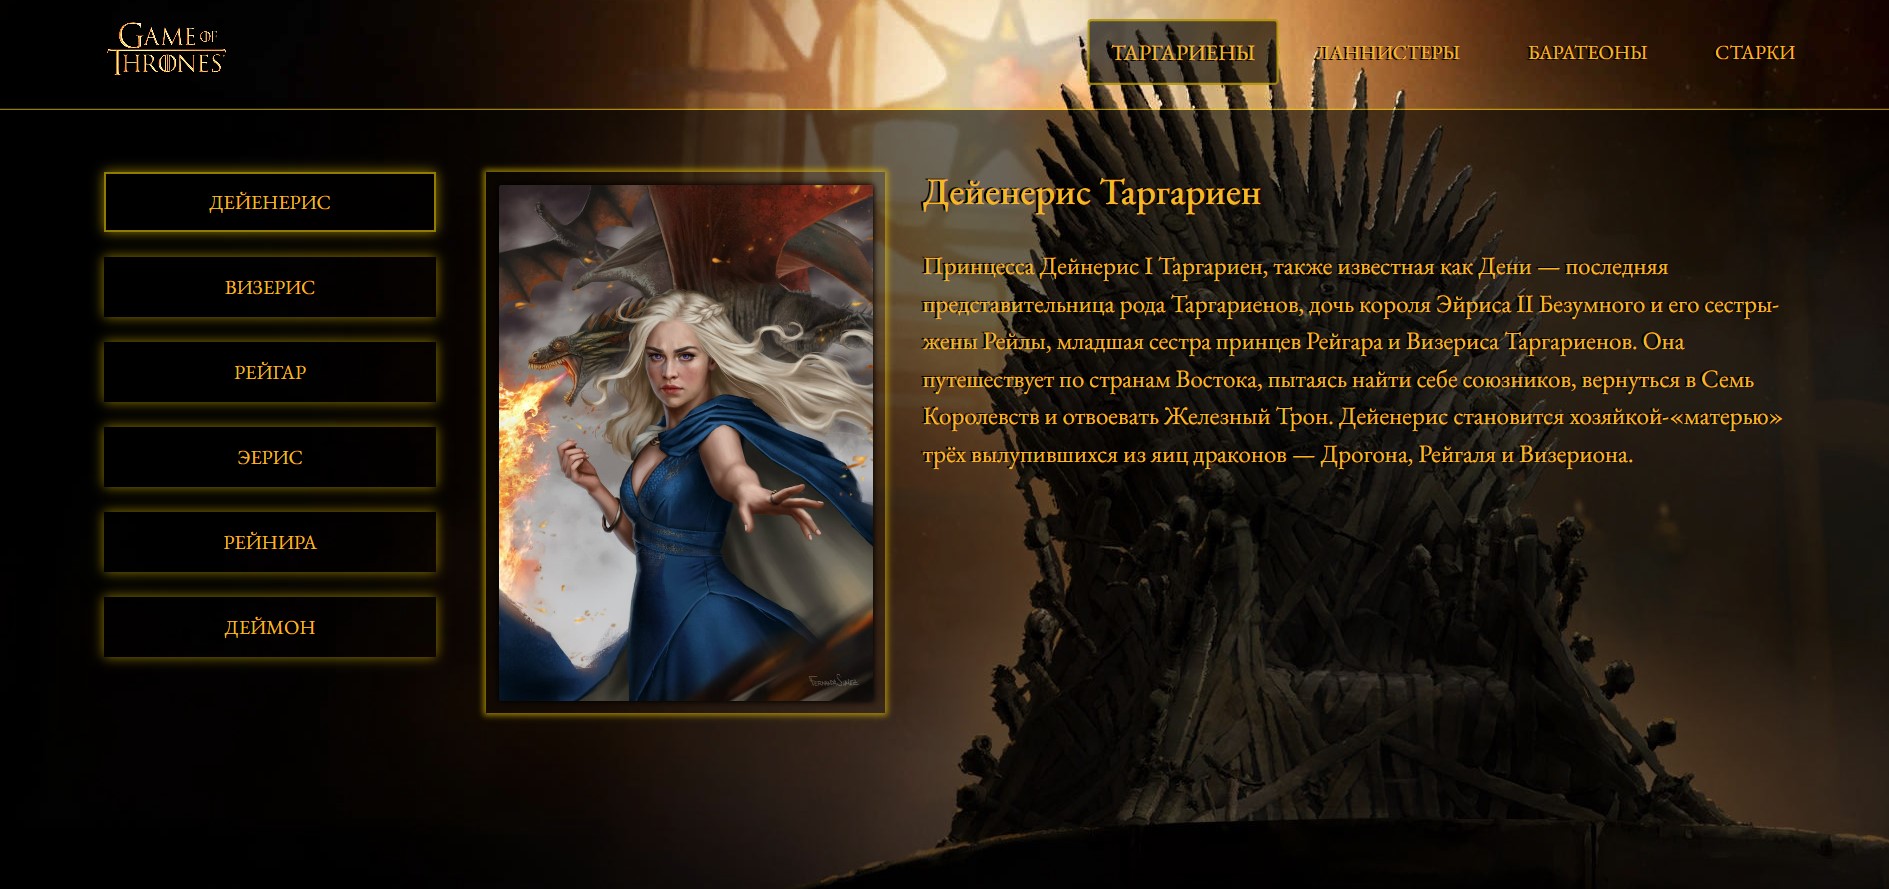 GAME OF
THRONES
ТАРГАРИЕНЫ
ЛАННИСТЕРЫ
БАРАТЕОНЫ
СТАРКИ
ДЕЙЕНЕРИС
ВИЗЕРИС
РЕЙГАР
ЭЕРИС
РЕЙНИРА
ДЕЙМОН
Дейенерис Таргариен
Принцесса Дейнерис I Таргариен, также известная как Дени — последняя
представительница рода Таргариенов, дочь короля Эйриса II Безумного и его сестры-
жены Рейлы, младшая сестра принцев Рейгара и Визериса Таргариенов. Она
путешествует по странам Востока, пытаясь найти себе союзников, вернуться в Семь
Королевств и отвоевать Железный Трон. Дейенерис становится хозяйкой-«матерью»
трёх вылупившихся из яиц драконов — Дрогона, Рейгаля и Визериона.